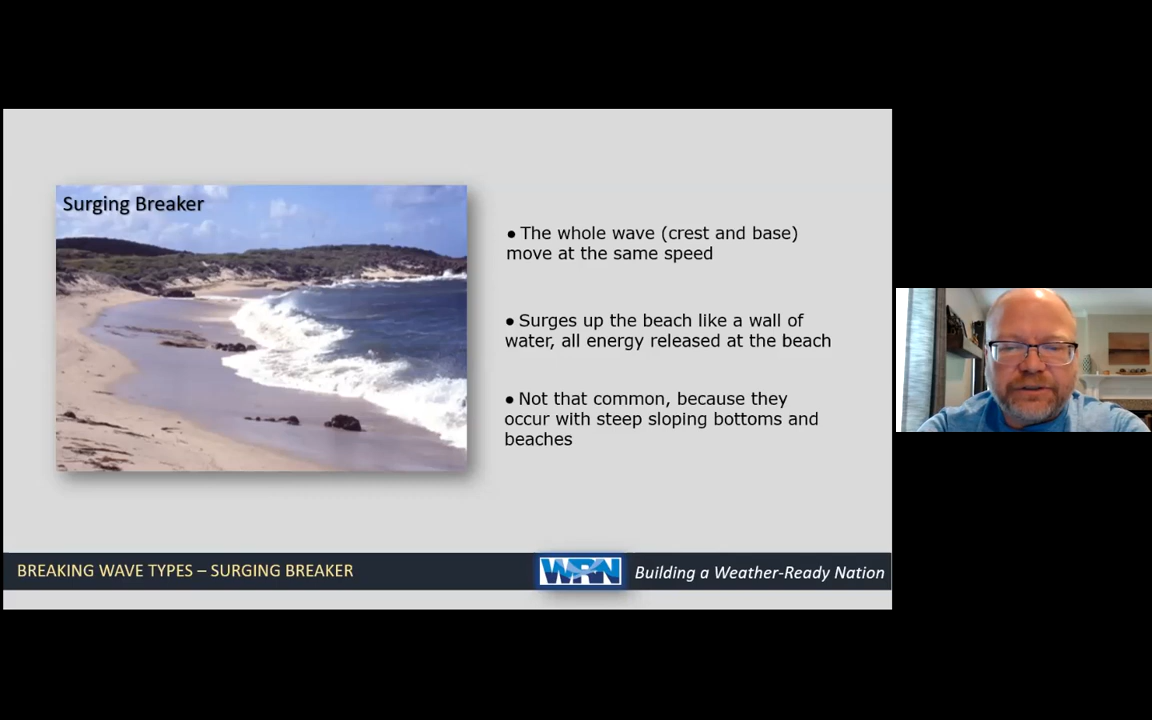 Surging Breaker
● The whole wave (crest and base)
move at the same speed
● Surges up the beach like a wall of
water, all energy released at the beach
● Not that common, because they
occur with steep sloping bottoms and
beaches
BREAKING WAVE TYPES – SURGING BREAKER
WRN
Building a Weather-Ready Nation